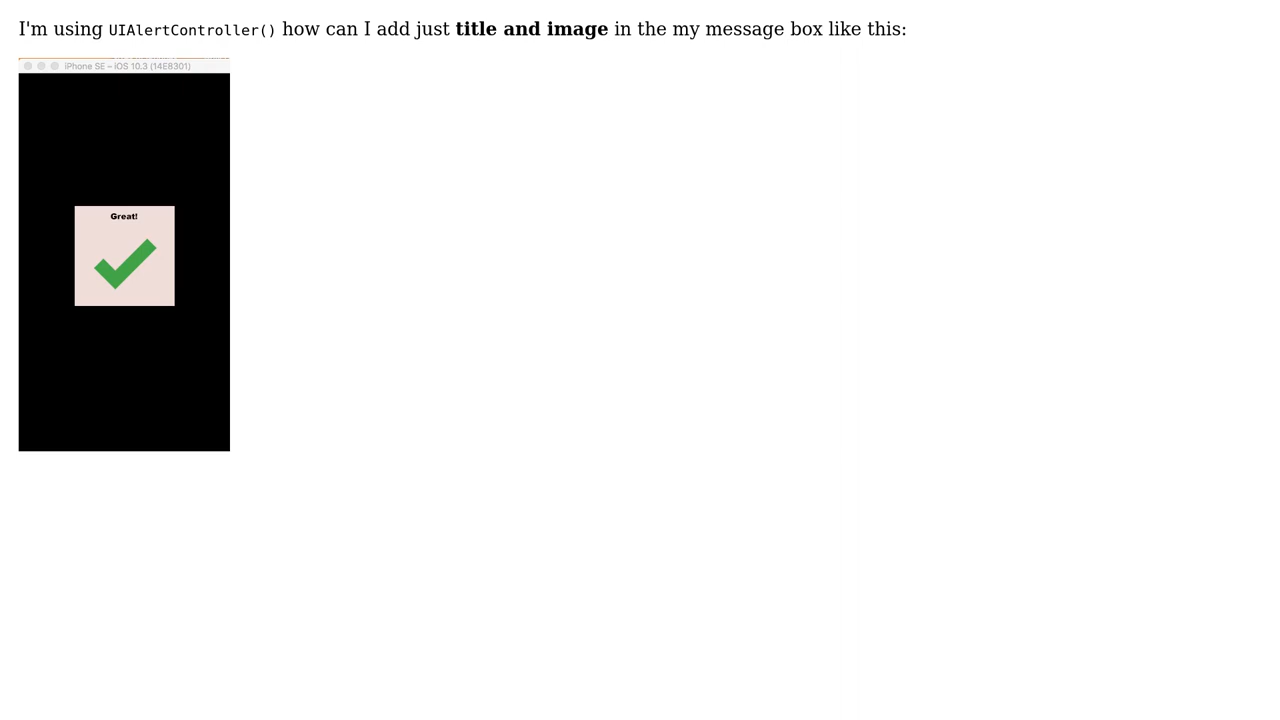 I'm using UIAlertController() how can I add just title and image in the my message box like this:
iPhone SE – iOS 10.3 (14E8301)
Great!